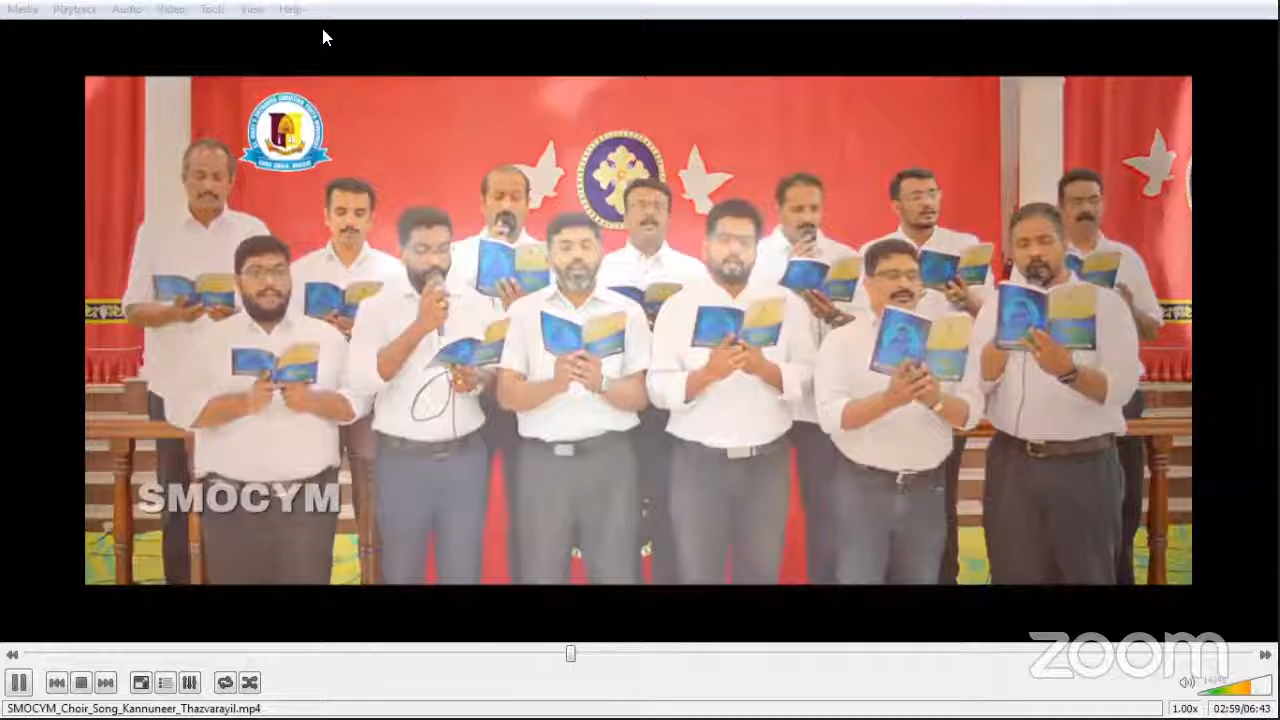 Media Playback Audio Video Tools View Help
SMOCYM
zoom
SMOCYM_Choir_Song_Kannuneer_Thazvarayil.mp4
1.00x
02:59/06:43